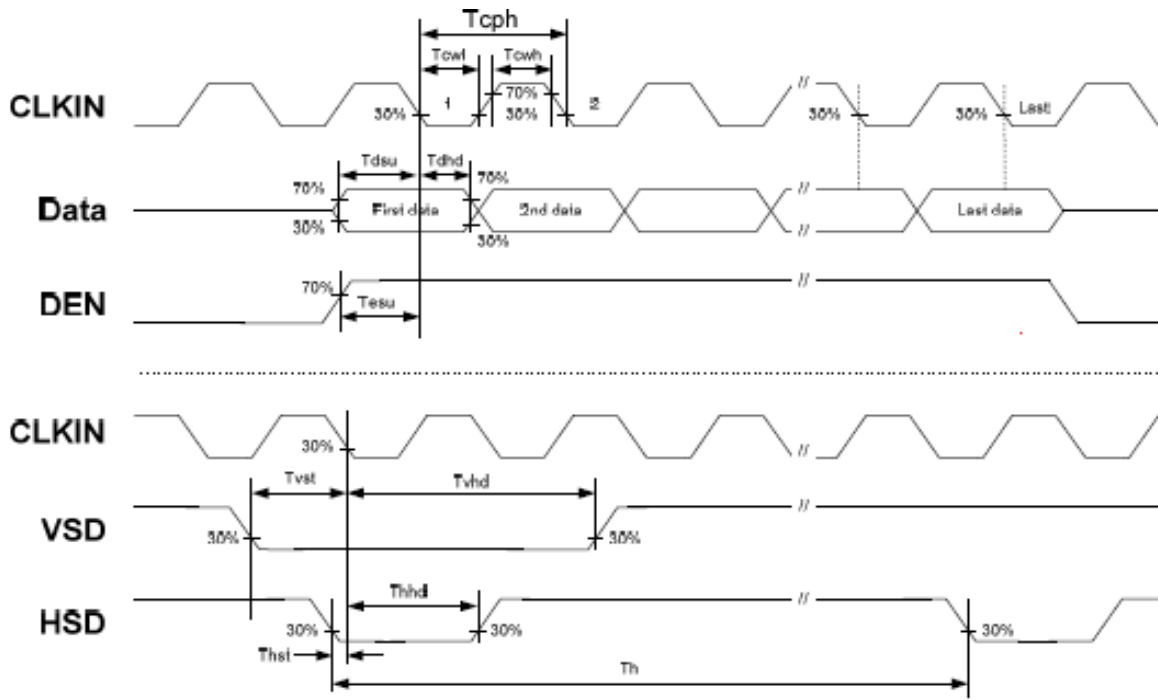 Tcph
Tcwl Tcwh
CLKIN 30% 1 70% 30% 2 // 30% 30% Last
Tdsu Tdhd
70% 70%
Data First data 2nd data // Last data
30% 30%
DEN 70% //
Tesu
CLKIN 30% //
Tvst Tvhd
VSD 30% 30% //
Thhd
HSD 30% 30% // 30%
Thst
Th